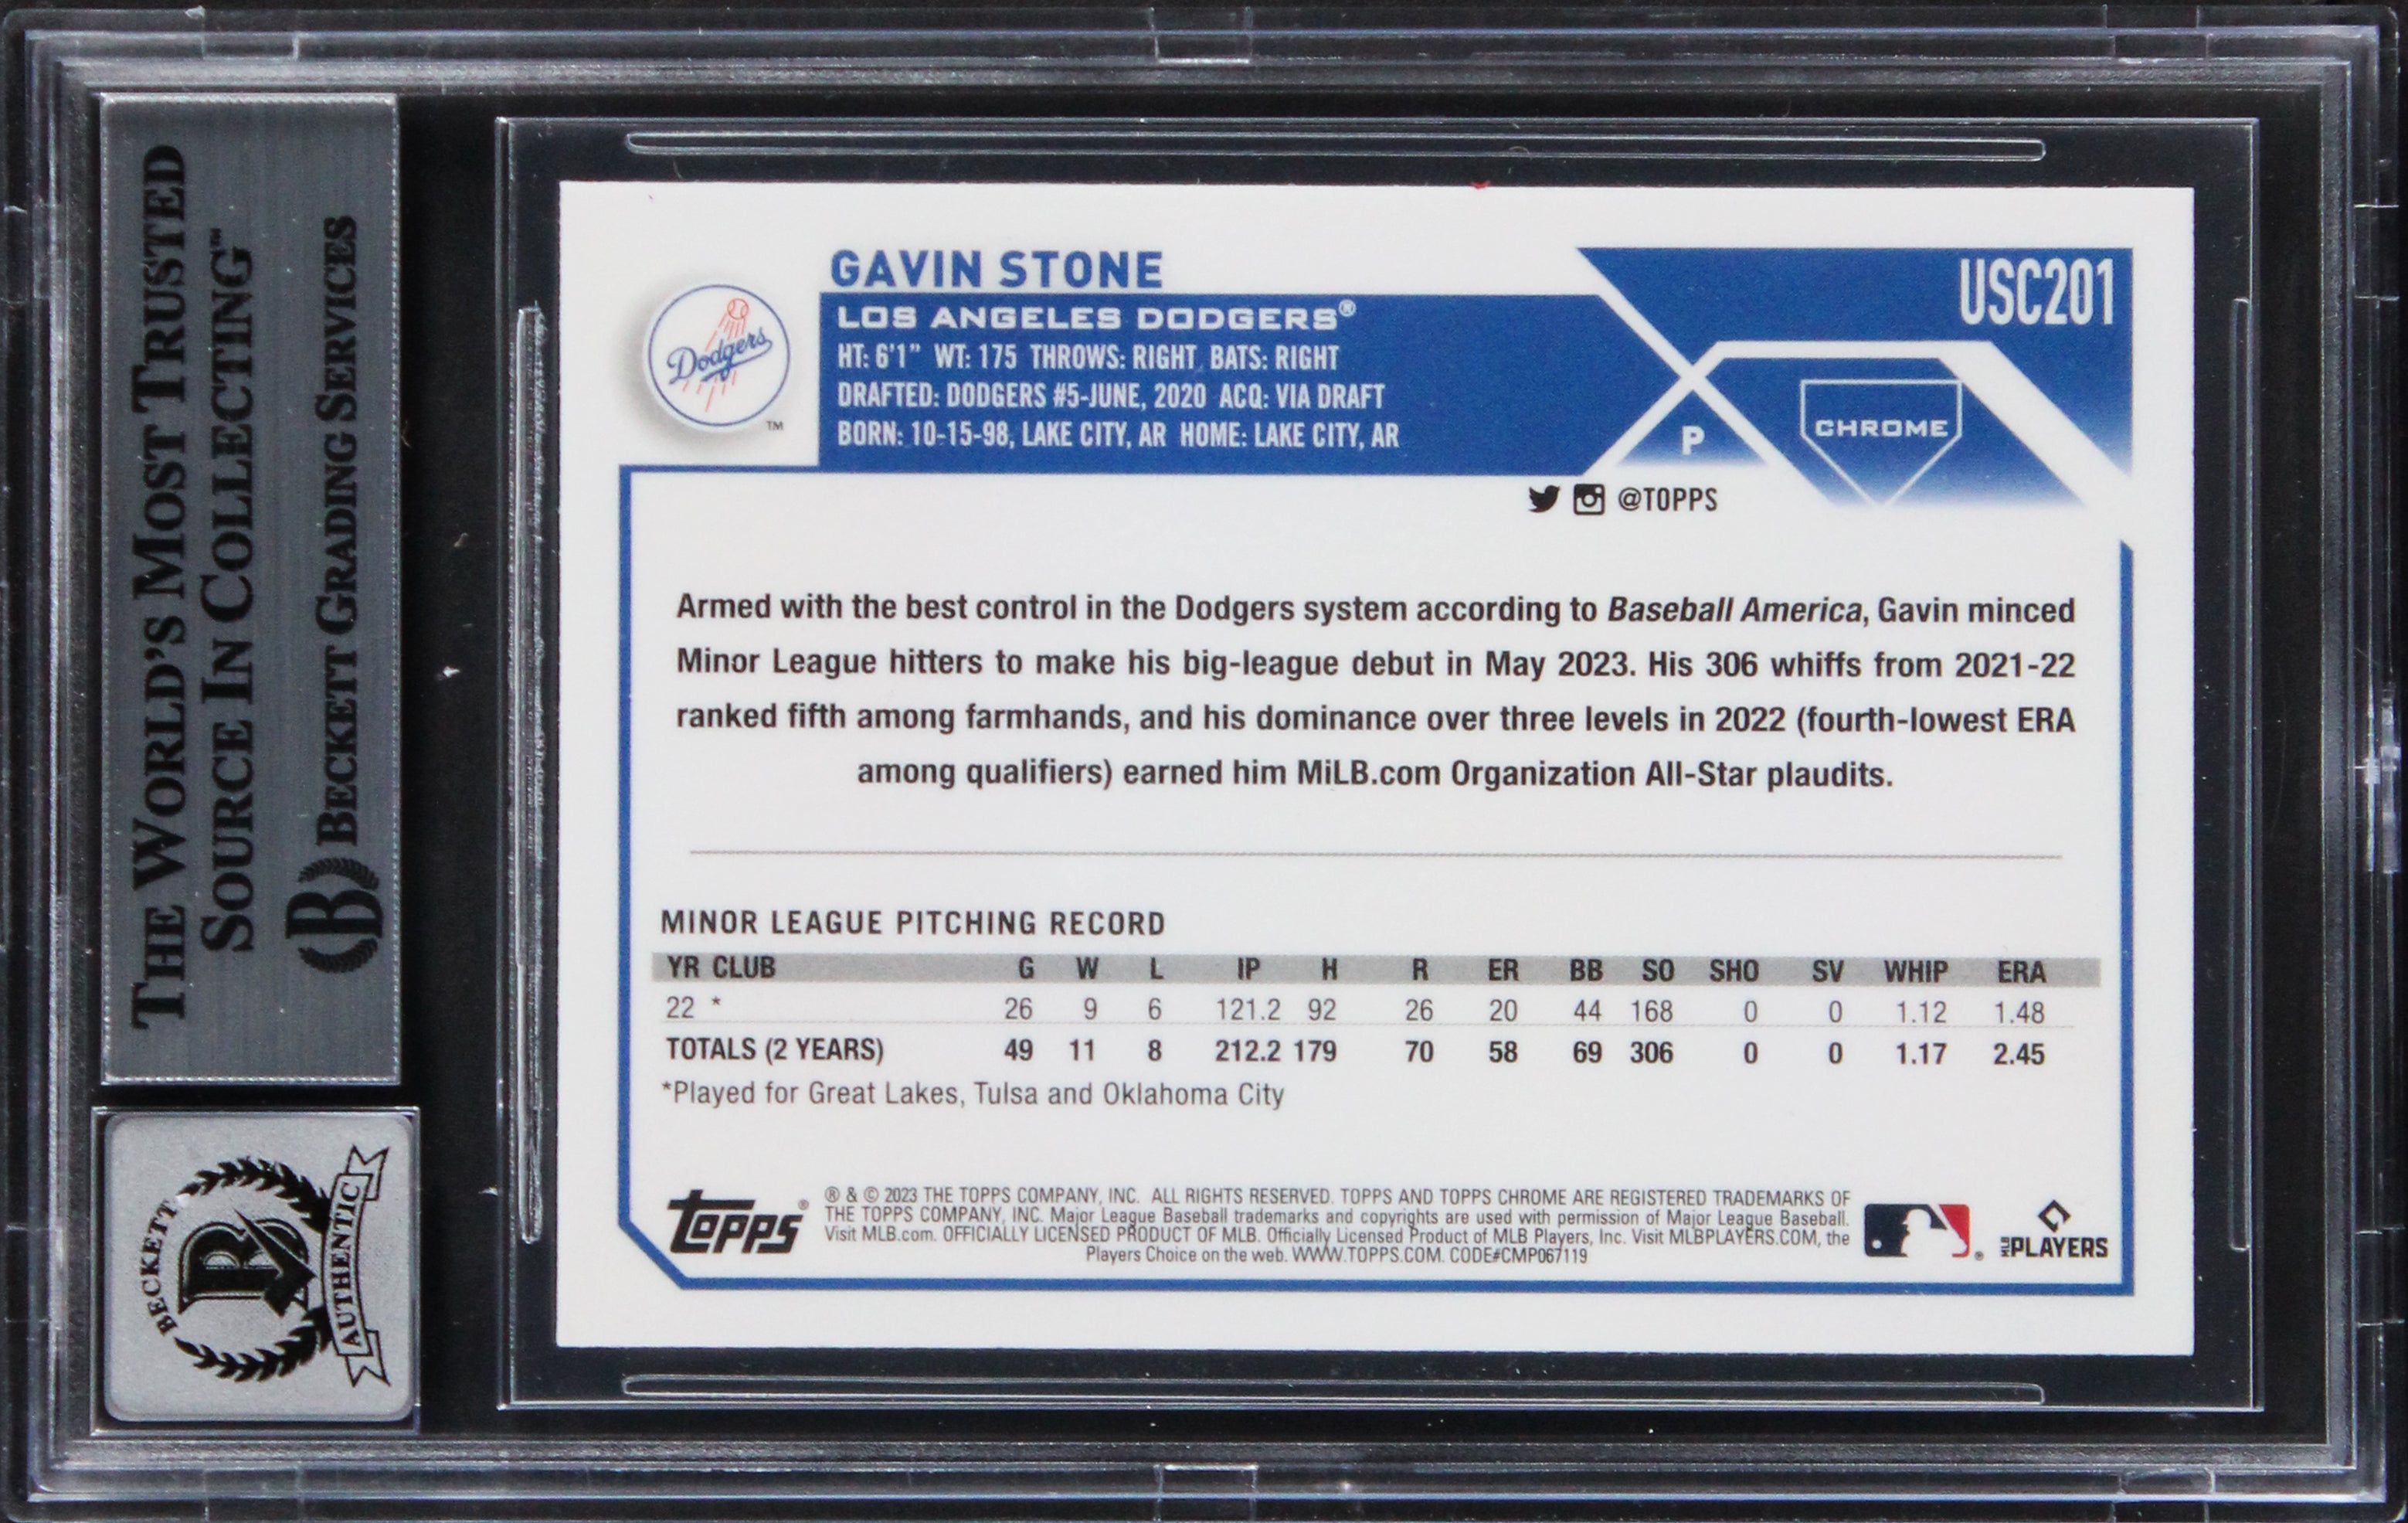 THE WORLD'S MOST TRUSTED
SOURCE IN COLLECTING™
BECKETT GRADING SERVICES
B
BECKETT
B
AUTHENTIC
GAVIN STONE
USC201
Dodgers
TM
LOS ANGELES DODGERS®
HT: 6'1" WT: 175 THROWS: RIGHT BATS: RIGHT
DRAFTED: DODGERS #5-JUNE, 2020 ACQ: VIA DRAFT
BORN: 10-15-98, LAKE CITY, AR HOME: LAKE CITY, AR
P
CHROME
@TOPPS
Armed with the best control in the Dodgers system according to Baseball America, Gavin minced
Minor League hitters to make his big-league debut in May 2023. His 306 whiffs from 2021-22
ranked fifth among farmhands, and his dominance over three levels in 2022 (fourth-lowest ERA
among qualifiers) earned him MiLB.com Organization All-Star plaudits.
MINOR LEAGUE PITCHING RECORD
YR CLUB G W L IP H R ER BB SO SHO SV WHIP ERA
22 * 26 9 6 121.2 92 26 20 44 168 0 0 1.12 1.48
TOTALS (2 YEARS) 49 11 8 212.2 179 70 58 69 306 0 0 1.17 2.45
*Played for Great Lakes, Tulsa and Oklahoma City
topps®
® & © 2023 THE TOPPS COMPANY, INC. ALL RIGHTS RESERVED. TOPPS AND TOPPS CHROME ARE REGISTERED TRADEMARKS OF
THE TOPPS COMPANY, INC. Major League Baseball trademarks and copyrights are used with permission of Major League Baseball.
Visit MLB.com. OFFICIALLY LICENSED PRODUCT OF MLB. Officially Licensed Product of MLB Players, Inc. Visit MLBPLAYERS.COM, the
Players Choice on the web. WWW.TOPPS.COM. CODE#CMP067119
®
MLB PLAYERS